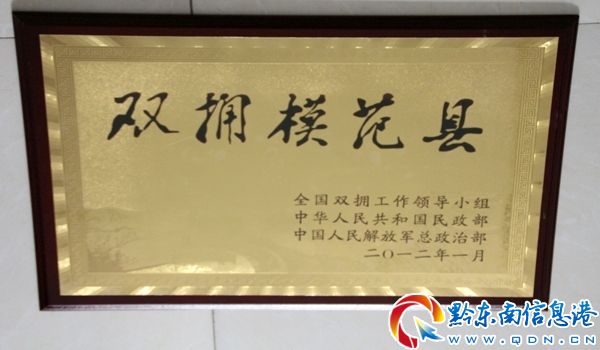 双拥模范县
全国双拥工作领导小组
中华人民共和国民政部
中国人民解放军总政治部
二〇一二年一月
黔东南信息港
www.QDN.cn